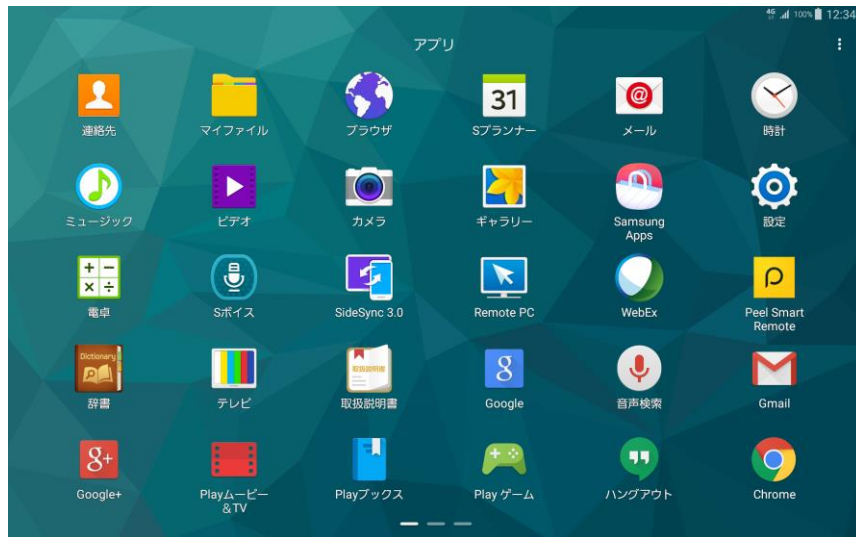 4G 100% 12:34
アプリ
31
@
連絡先 マイファイル ブラウザ Sプランナー メール 時計
ミュージック ビデオ カメラ ギャラリー Samsung Apps 設定
電卓 Sボイス SideSync 3.0 Remote PC WebEx Peel Smart Remote
Dictionary
取扱説明書
8
辞書 テレビ 取扱説明書 Google 音声検索 Gmail
8+
Google+ Playムービー &TV Playブックス Play ゲーム ハングアウト Chrome